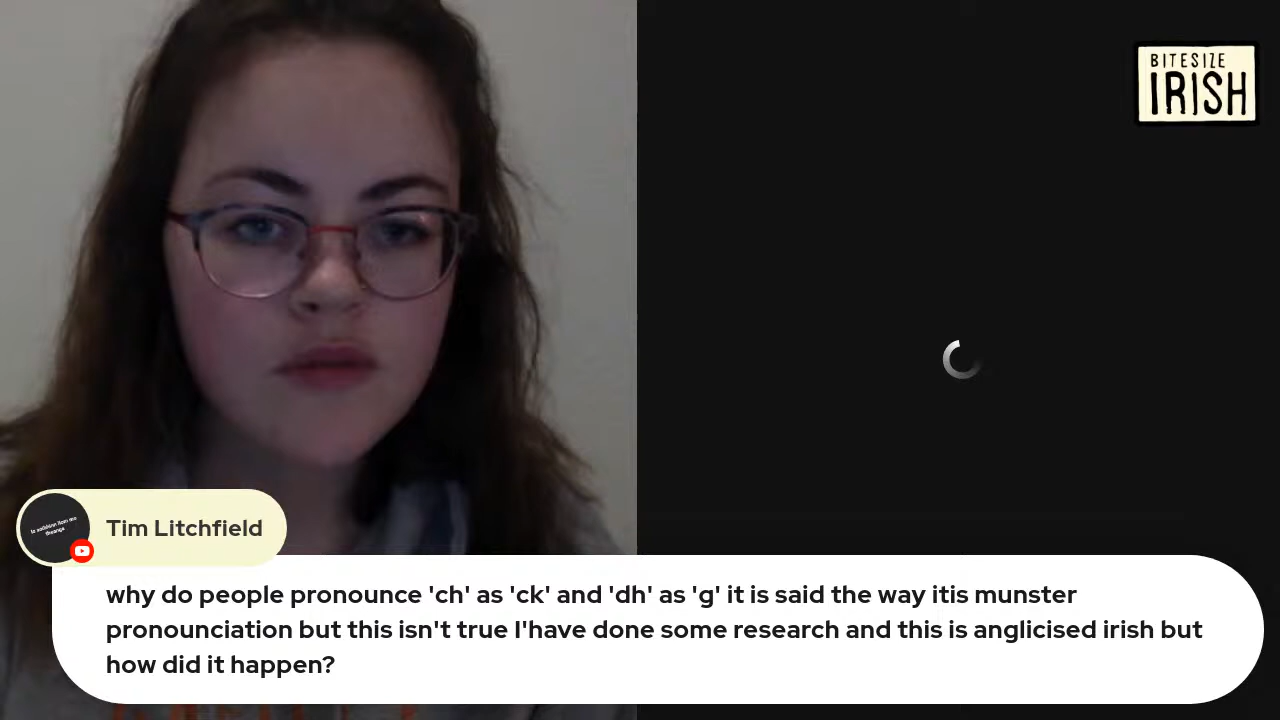 BITESIZE
IRISH
Tim Litchfield
why do people pronounce 'ch' as 'ck' and 'dh' as 'g' it is said the way itis munster
pronounciation but this isn't true I'have done some research and this is anglicised irish but
how did it happen?